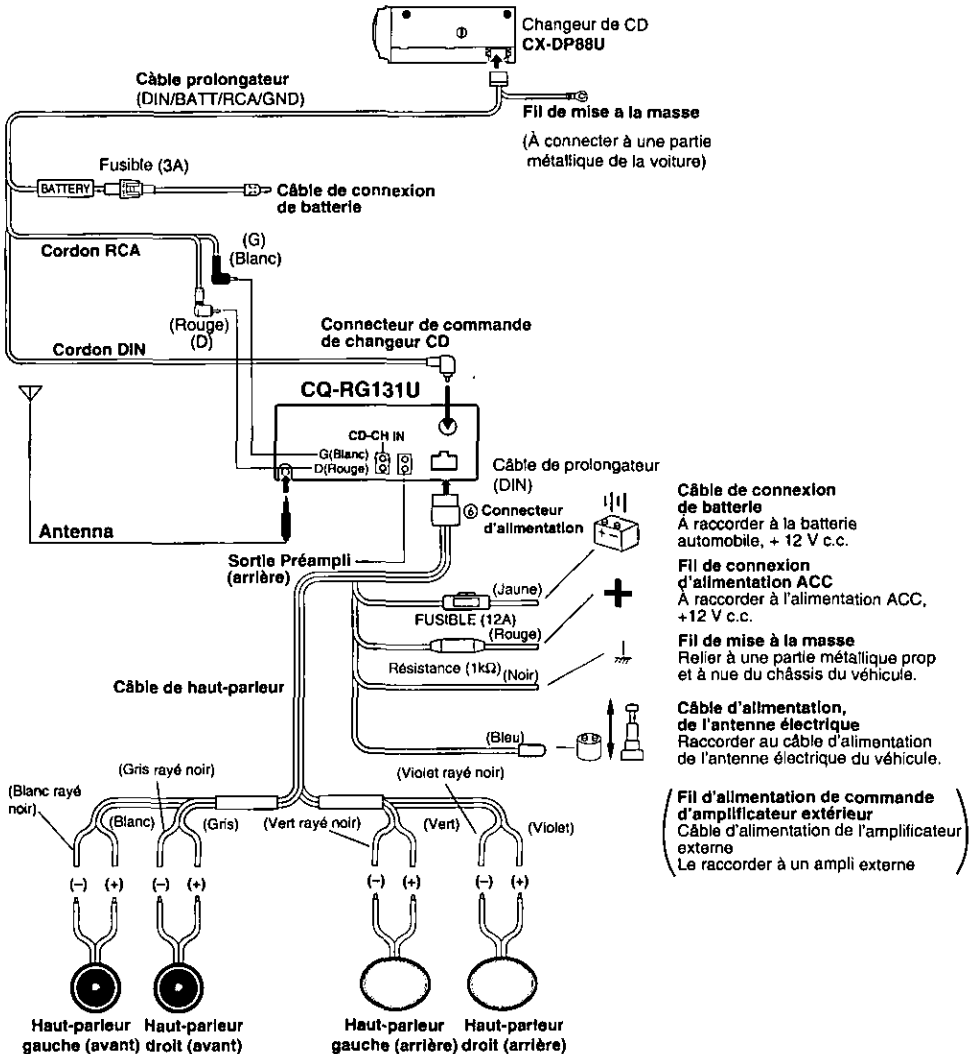 Changeur de CD
CX-DP88U
Câble prolongateur
(DIN/BATT/RCA/GND)
Fil de mise a la masse
(À connecter à une partie
métallique de la voiture)
Fusible (3A)
BATTERY
Câble de connexion
de batterie
(G)
(Blanc)
Cordon RCA
(Rouge)
(D)
Connecteur de commande
de changeur CD
Cordon DIN
CQ-RG131U
CD-CH IN
G(Blanc)
D(Rouge)
Câble de prolongateur
(DIN)
⑥ Connecteur
d'alimentation
Antenna
Sortie Préampli
(arrière)
(Jaune)
FUSIBLE (12A)
(Rouge)
Résistance (1kΩ)
(Noir)
(Bleu)
Câble de connexion
de batterie
À raccorder à la batterie
automobile, + 12 V c.c.
Fil de connexion
d'alimentation ACC
À raccorder à l'alimentation ACC,
+12 V c.c.
Fil de mise à la masse
Relier à une partie métallique prop
et à nue du châssis du véhicule.
Câble d'alimentation,
de l'antenne électrique
Raccorder au câble d'alimentation
de l'antenne électrique du véhicule.
Fil d'alimentation de commande
d'amplificateur extérieur
Câble d'alimentation de l'amplificateur
externe
Le raccorder à un ampli externe
Câble de haut-parleur
(Blanc rayé
noir)
(Gris rayé noir)
(Blanc)
(Gris)
(Vert rayé noir)
(Violet rayé noir)
(Vert)
(Violet)
(–) (+) (–) (+) (–) (+) (–) (+)
Haut-parleur
gauche (avant)
Haut-parleur
droit (avant)
Haut-parleur
gauche (arrière)
Haut-parleur
droit (arrière)